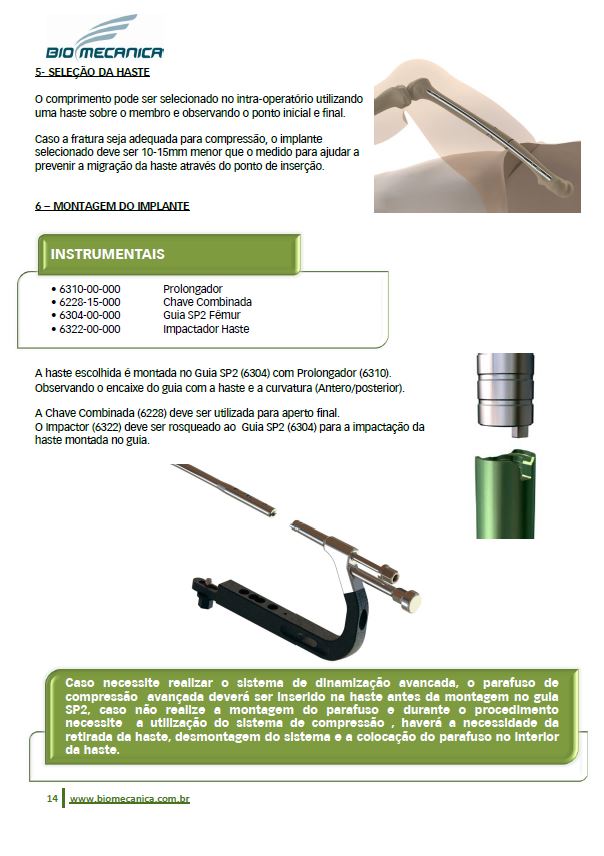 BIOMECANICA
5- SELEÇÃO DA HASTE
O comprimento pode ser selecionado no intra-operatório utilizando
uma haste sobre o membro e observando o ponto inicial e final.
Caso a fratura seja adequada para compressão, o implante
selecionado deve ser 10-15mm menor que o medido para ajudar a
prevenir a migração da haste através do ponto de inserção.
6 – MONTAGEM DO IMPLANTE
INSTRUMENTAIS
• 6310-00-000 Prolongador
• 6228-15-000 Chave Combinada
• 6304-00-000 Guia SP2 Fêmur
• 6322-00-000 Impactador Haste
A haste escolhida é montada no Guia SP2 (6304) com Prolongador (6310).
Observando o encaixe do guia com a haste e a curvatura (Antero/posterior).
A Chave Combinada (6228) deve ser utilizada para aperto final.
O Impactor (6322) deve ser rosqueado ao Guia SP2 (6304) para a impactação da
haste montada no guia.
Caso necessite realizar o sistema de dinamização avancada, o parafuso de
compressão avançada deverá ser inserido na haste antes da montagem no guia
SP2, caso não realize a montagem do parafuso e durante o procedimento
necessite a utilização do sistema de compressão , haverá a necessidade da
retirada da haste, desmontagem do sistema e a colocação do parafuso no interior
da haste.
14 www.biomecanica.com.br